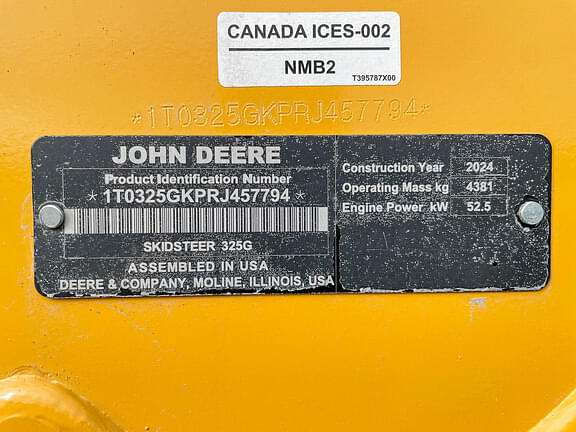 CANADA ICES-002
NMB2
T395787X00
*1T0325GKPRJ457794*
JOHN DEERE
Product Identification Number
*1T0325GKPRJ457794*
SKIDSTEER 325G
ASSEMBLED IN USA
DEERE & COMPANY, MOLINE, ILLINOIS, USA
Construction Year 2024
Operating Mass kg 4381
Engine Power kW 52.5